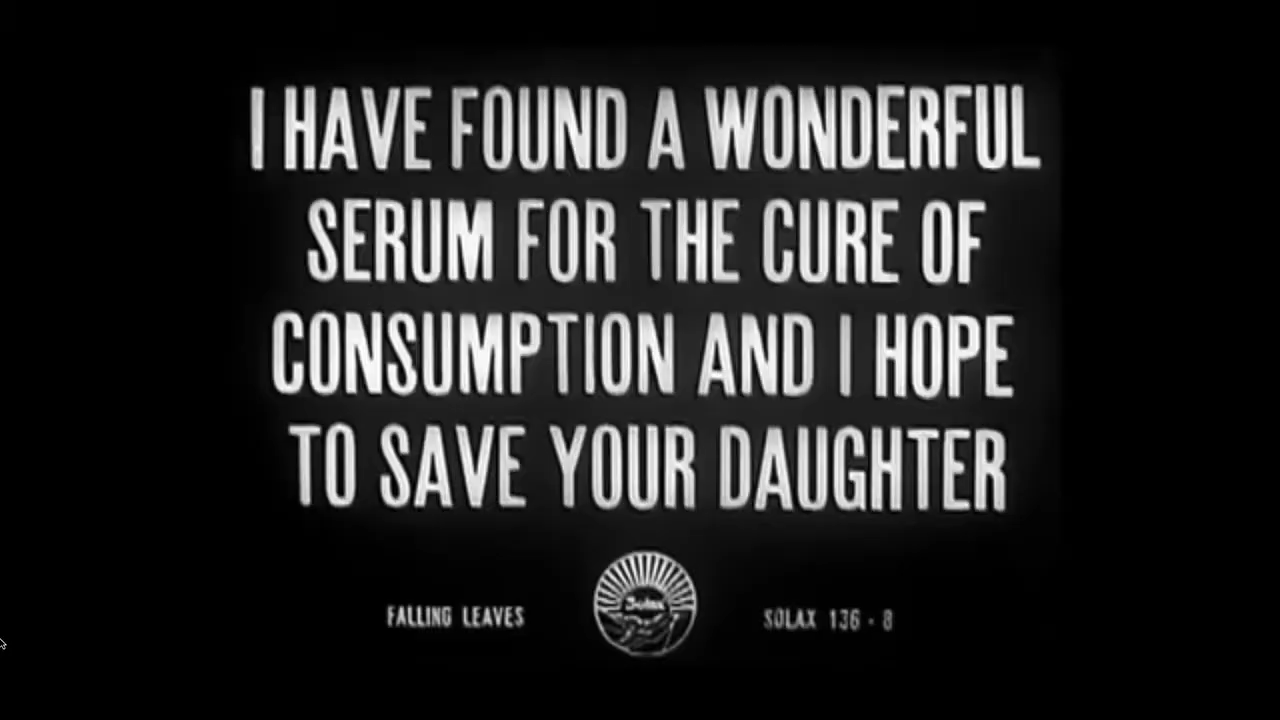 I HAVE FOUND A WONDERFUL
SERUM FOR THE CURE OF
CONSUMPTION AND I HOPE
TO SAVE YOUR DAUGHTER
Solax
FALLING LEAVES
SOLAX 136 - 8